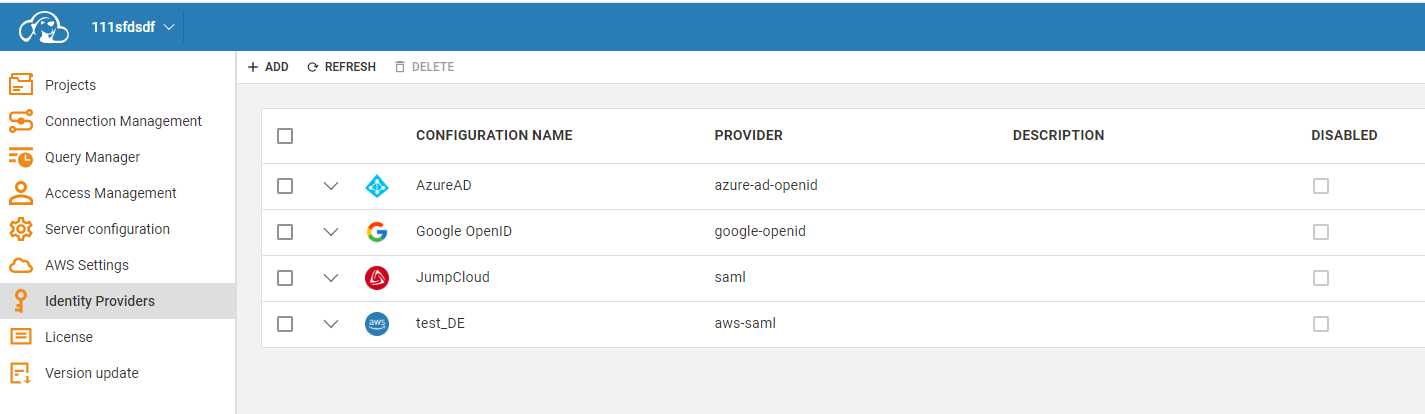 111sfdsdf
ADD REFRESH DELETE
Projects
Connection Management
Query Manager
Access Management
Server configuration
AWS Settings
Identity Providers
License
Version update
CONFIGURATION NAME PROVIDER DESCRIPTION DISABLED
AzureAD azure-ad-openid
Google OpenID google-openid
JumpCloud saml
aws test_DE aws-saml